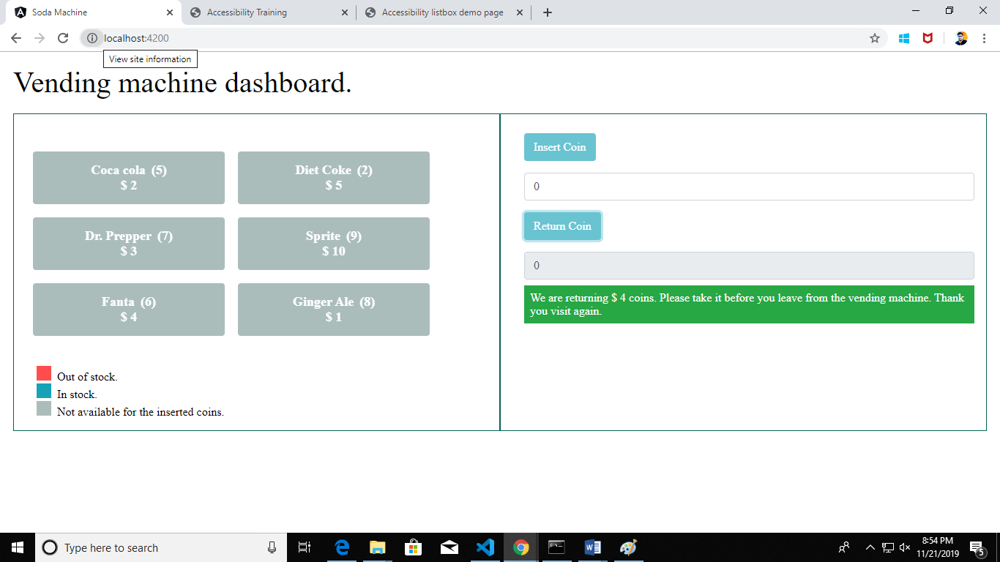 Soda Machine
Accessibility Training
Accessibility listbox demo page
localhost:4200
View site information
Vending machine dashboard.
Coca cola (5)
$ 2
Diet Coke (2)
$ 5
Dr. Prepper (7)
$ 3
Sprite (9)
$ 10
Fanta (6)
$ 4
Ginger Ale (8)
$ 1
Out of stock.
In stock.
Not available for the inserted coins.
Insert Coin
0
Return Coin
0
We are returning $ 4 coins. Please take it before you leave from the vending machine. Thank
you visit again.
Type here to search
8:54 PM
11/21/2019
5